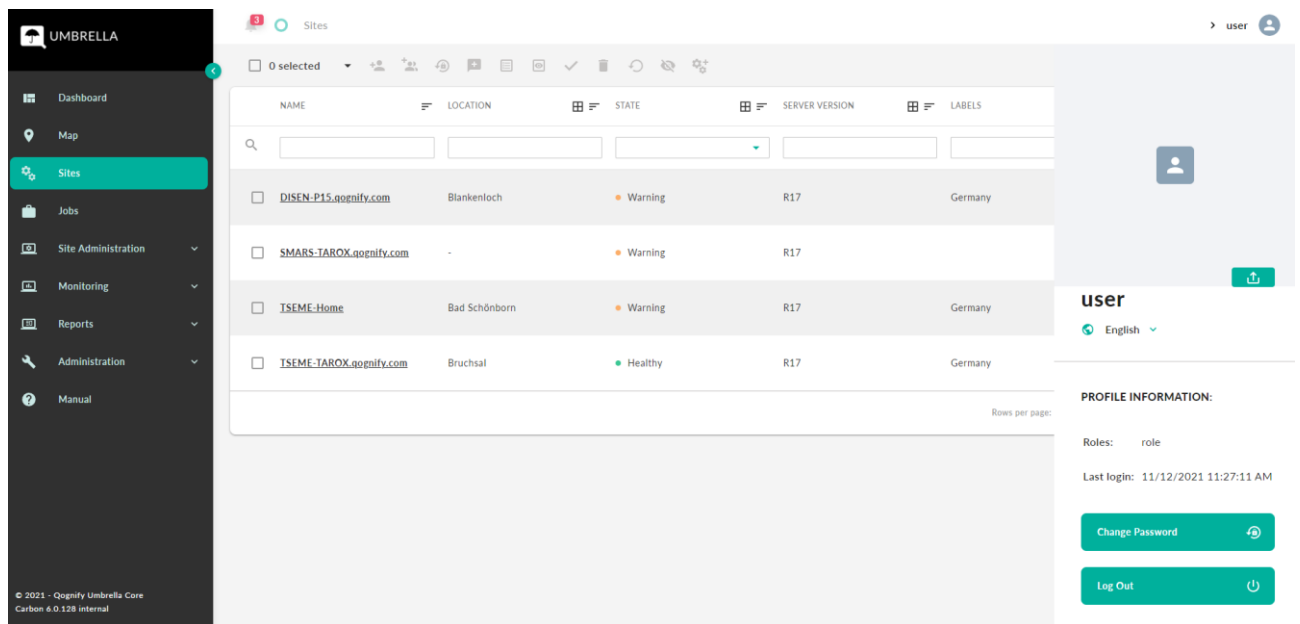 UMBRELLA
Dashboard
Map
Sites
Jobs
Site Administration
Monitoring
Reports
Administration
Manual
© 2021 - Qognify Umbrella Core
Carbon 6.0.128 internal
3
Sites
user
0 selected
NAME LOCATION STATE SERVER VERSION LABELS
DISEN-P15.qognify.com Blankenloch Warning R17 Germany
SMARS-TAROX.qognify.com - Warning R17
TSEME-Home Bad Schönborn Warning R17 Germany
TSEME-TAROX.qognify.com Bruchsal Healthy R17 Germany
Rows per page:
user
English
PROFILE INFORMATION:
Roles: role
Last login: 11/12/2021 11:27:11 AM
Change Password
Log Out